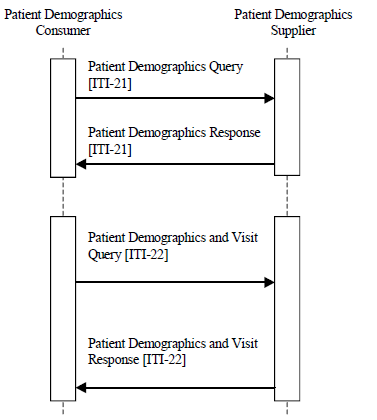 Patient Demographics
Consumer
Patient Demographics
Supplier
Patient Demographics Query
[ITI-21]
Patient Demographics Response
[ITI-21]
Patient Demographics and Visit
Query [ITI-22]
Patient Demographics and Visit
Response [ITI-22]